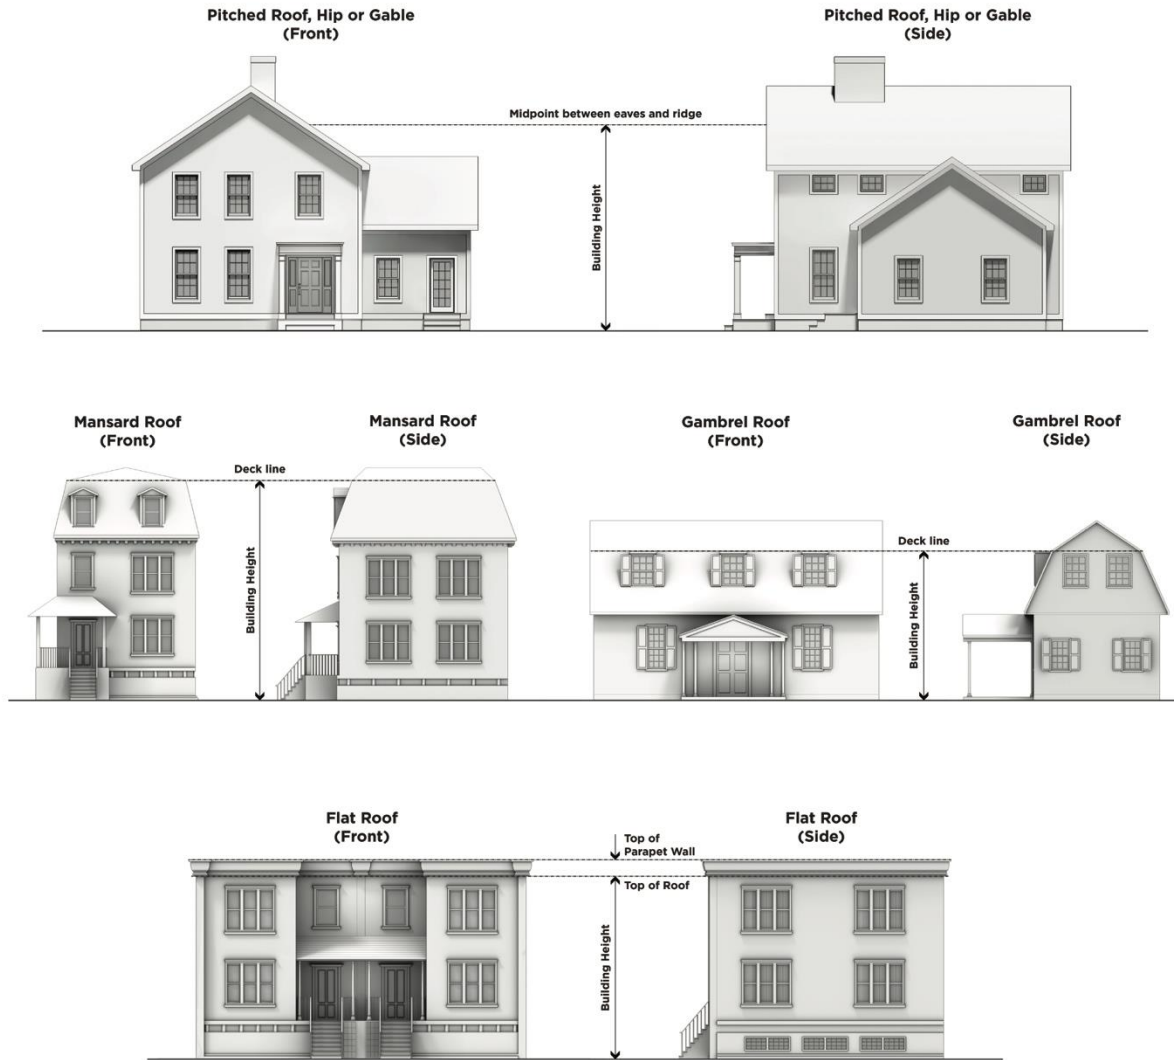 Pitched Roof, Hip or Gable
(Front)
Pitched Roof, Hip or Gable
(Side)
Midpoint between eaves and ridge
Building Height
Mansard Roof
(Front)
Mansard Roof
(Side)
Deck line
Building Height
Gambrel Roof
(Front)
Gambrel Roof
(Side)
Deck line
Building Height
Flat Roof
(Front)
Flat Roof
(Side)
Top of
Parapet Wall
Top of Roof
Building Height